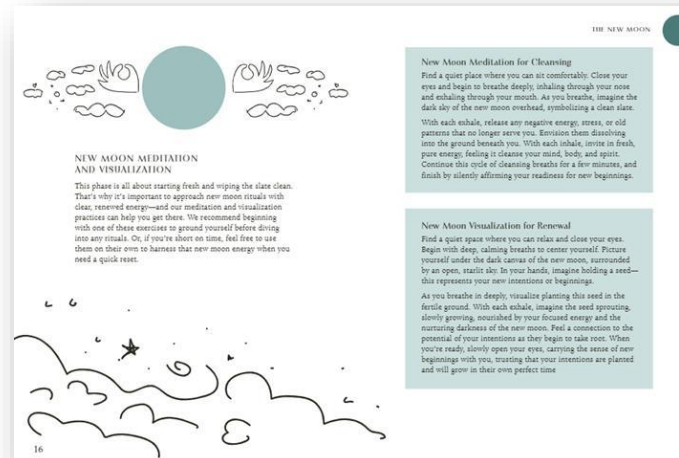 THE NEW MOON
NEW MOON MEDITATION
AND VISUALIZATION
This phase is all about starting fresh and wiping the slate clean.
That's why it's important to approach new moon rituals with
clear, renewed energy—and our meditation and visualization
practices can help you get there. We recommend beginning
with one of these exercises to ground yourself before diving
into any rituals. Or, if you're short on time, feel free to use
them on their own to harness that new moon energy when you
need a quick reset.
16
New Moon Meditation for Cleansing
Find a quiet place where you can sit comfortably. Close your
eyes and begin to breathe deeply, inhaling through your nose
and exhaling through your mouth. As you breathe, imagine the
dark sky of the new moon overhead, symbolizing a clean slate.
With each exhale, release any negative energy, stress, or old
patterns that no longer serve you. Envision them dissolving
into the ground beneath you. With each inhale, invite in fresh,
pure energy, feeling it cleanse your mind, body, and spirit.
Continue this cycle of cleansing breaths for a few minutes, and
finish by silently affirming your readiness for new beginnings.
New Moon Visualization for Renewal
Find a quiet space where you can relax and close your eyes.
Begin with deep, calming breaths to center yourself. Picture
yourself under the dark canvas of the new moon, surrounded
by an open, starlit sky. In your hands, imagine holding a seed—
this represents your new intentions or beginnings.
As you breathe in deeply, visualize planting this seed in the
fertile ground. With each exhale, imagine the seed sprouting,
slowly growing, nourished by your focused energy and the
nurturing darkness of the new moon. Feel a connection to the
potential of your intentions as they begin to take root. When
you're ready, slowly open your eyes, carrying the sense of new
beginnings with you, trusting that your intentions are planted
and will grow in their own perfect time